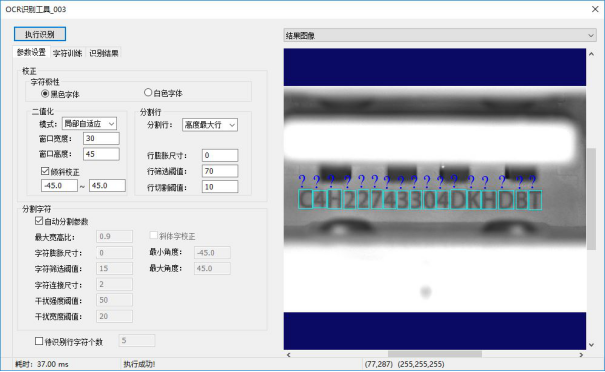 OCR识别工具_003
执行识别
结果图像
参数设置 字符训练 识别结果
校正
字符极性
黑色字体 白色字体
二值化 分割行
模式: 局部自适应 分割行: 高度最大行
窗口宽度: 30
窗口高度: 45 行膨胀尺寸: 0
倾斜校正 行筛选阈值: 70
-45.0 ~ 45.0 行切割阈值: 10
? ? ? ? ? ? ? ? ? ? ? ? ? ? ?
C4H22743304DKHDBT
分割字符
自动分割参数
最大宽高比: 0.9 斜体字校正
字符膨胀尺寸: 0 最小角度: -45.0
字符筛选阈值: 15 最大角度: 45.0
字符连接尺寸: 2
干扰强度阈值: 50
干扰宽度阈值: 20
待识别行字符个数 5
耗时: 37.00 ms 执行成功! (77,287) (255,255,255)